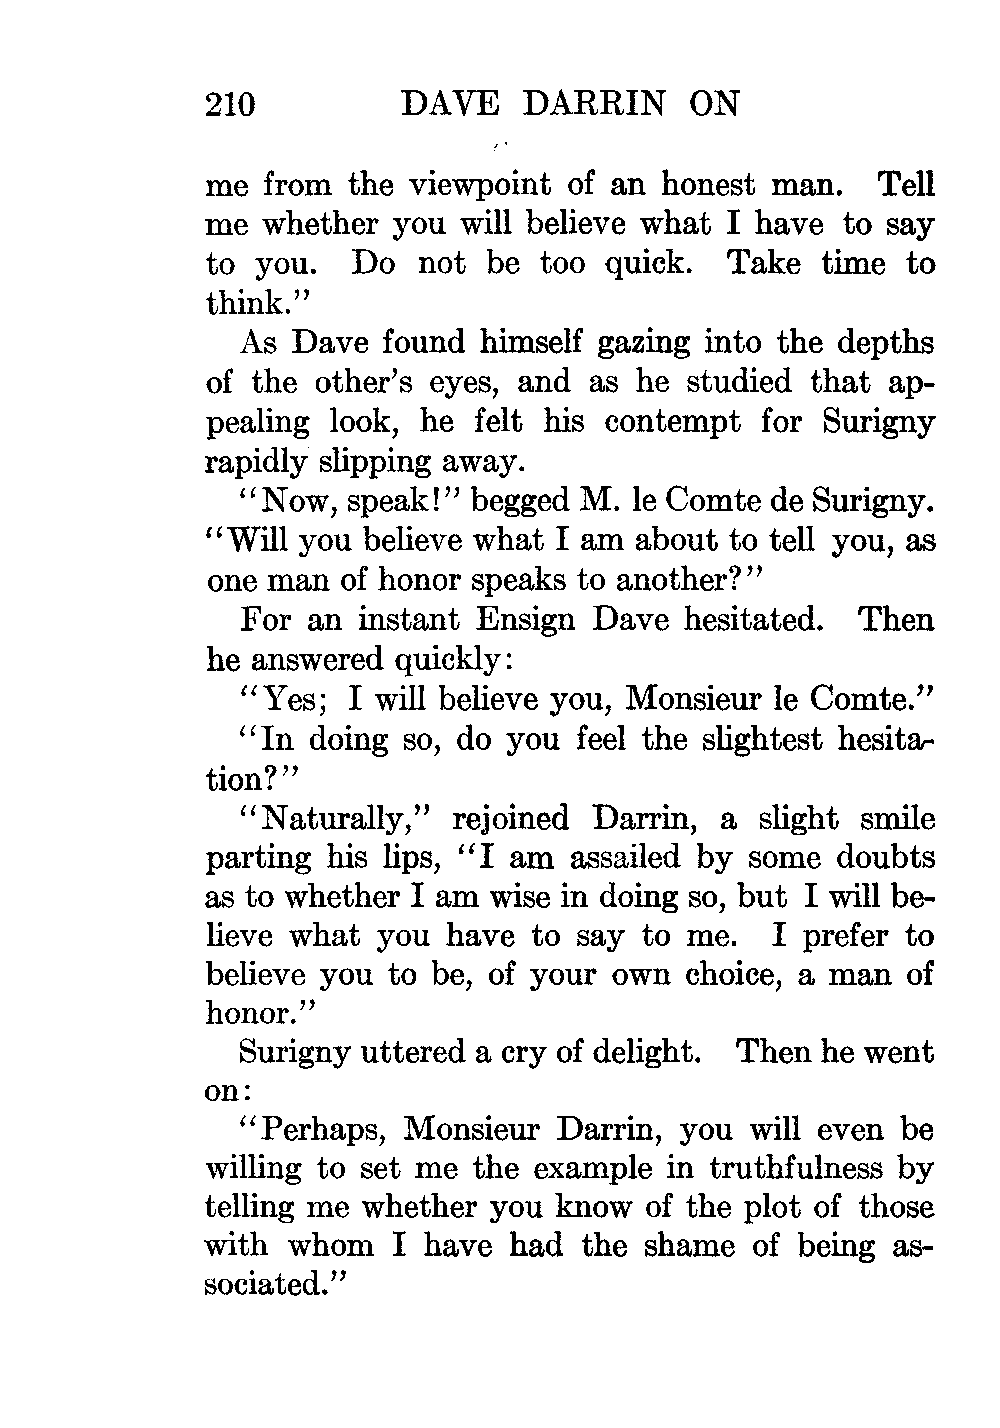 210 DAVE DARRIN ON
me from the viewpoint of an honest man. Tell
me whether you will believe what I have to say
to you. Do not be too quick. Take time to
think."
As Dave found himself gazing into the depths
of the other's eyes, and as he studied that ap-
pealing look, he felt his contempt for Surigny
rapidly slipping away.
"Now, speak!" begged M. le Comte de Surigny.
"Will you believe what I am about to tell you, as
one man of honor speaks to another?"
For an instant Ensign Dave hesitated. Then
he answered quickly:
"Yes; I will believe you, Monsieur le Comte."
"In doing so, do you feel the slightest hesita-
tion?"
"Naturally," rejoined Darrin, a slight smile
parting his lips, "I am assailed by some doubts
as to whether I am wise in doing so, but I will be-
lieve what you have to say to me. I prefer to
believe you to be, of your own choice, a man of
honor."
Surigny uttered a cry of delight. Then he went
on:
"Perhaps, Monsieur Darrin, you will even be
willing to set me the example in truthfulness by
telling me whether you know of the plot of those
with whom I have had the shame of being as-
sociated."